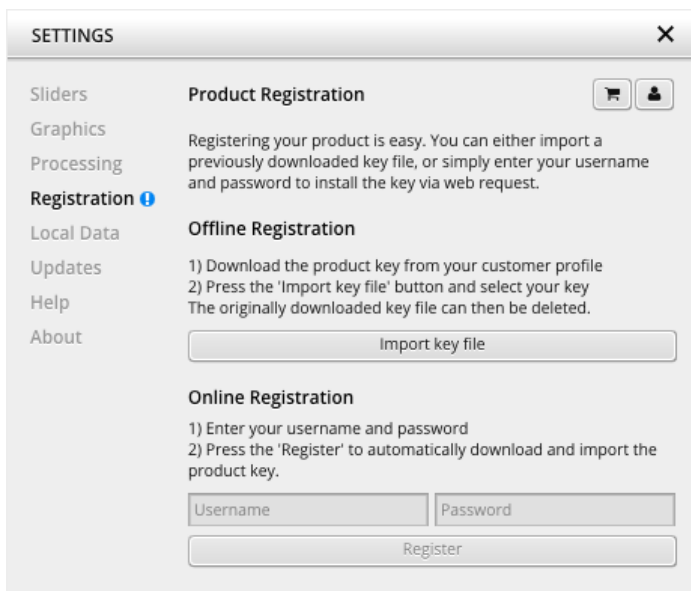 SETTINGS
Sliders
Graphics
Processing
Registration
Local Data
Updates
Help
About
Product Registration
Registering your product is easy. You can either import a
previously downloaded key file, or simply enter your username
and password to install the key via web request.
Offline Registration
1) Download the product key from your customer profile
2) Press the 'Import key file' button and select your key
The originally downloaded key file can then be deleted.
Import key file
Online Registration
1) Enter your username and password
2) Press the 'Register' to automatically download and import the
product key.
Username
Password
Register